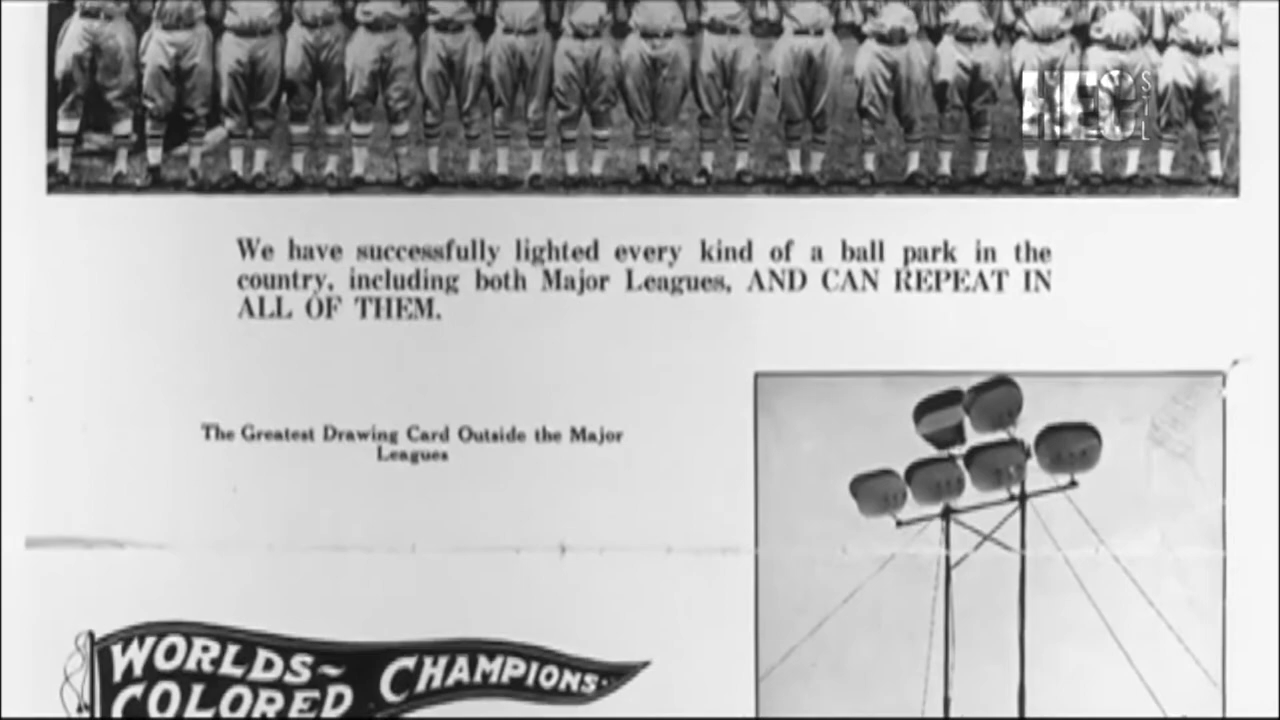 We have successfully lighted every kind of a ball park in the
country, including both Major Leagues, AND CAN REPEAT IN
ALL OF THEM.
The Greatest Drawing Card Outside the Major
Leagues
WORLDS~ CHAMPIONS·
COLORED